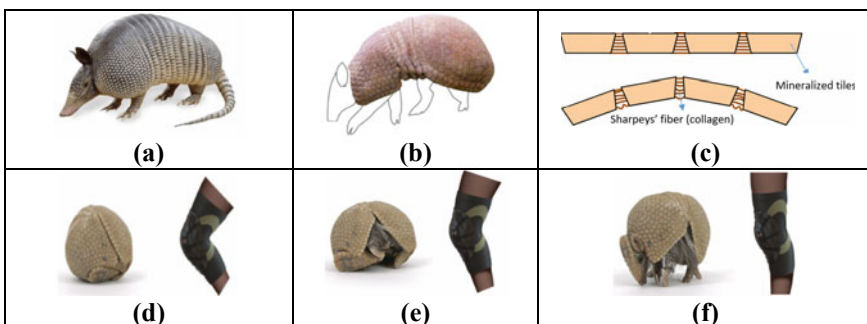 Mineralized tiles
Sharpeys' fiber (collagen)
(a)
(b)
(c)
(d)
(e)
(f)